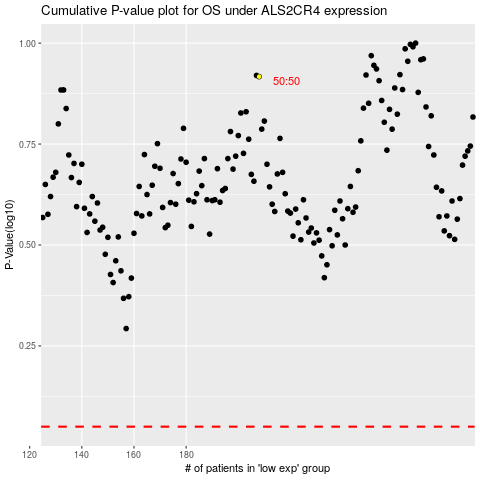 Cumulative P-value plot for OS under ALS2CR4 expression
1.00
50:50
0.75
P-Value(log10)
0.50
0.25
120 140 160 180
# of patients in 'low exp' group